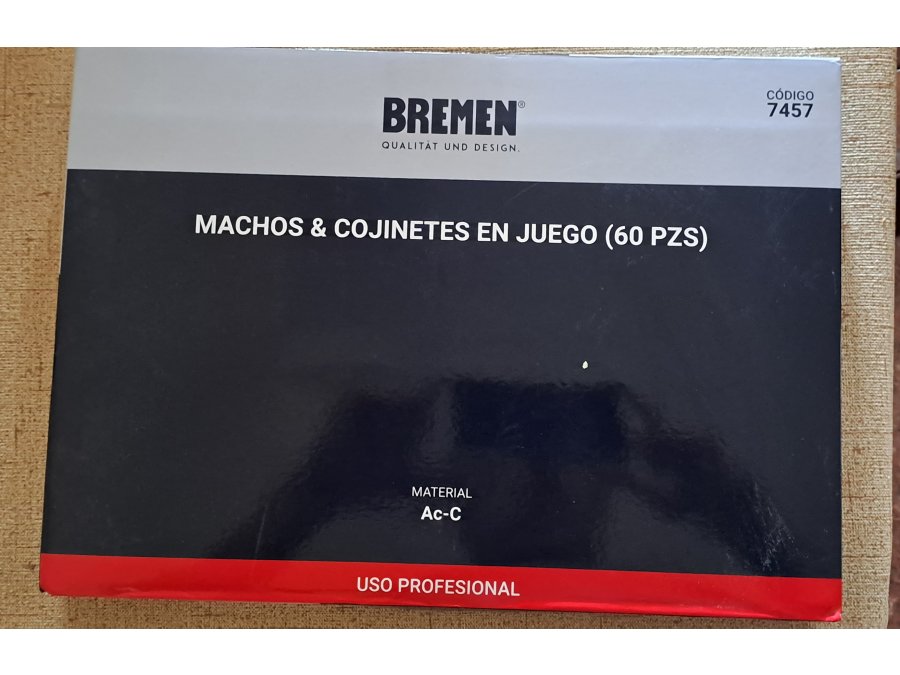 BREMEN®
QUALITÄT UND DESIGN.
CÓDIGO
7457
MACHOS & COJINETES EN JUEGO (60 PZS)
MATERIAL
Ac-C
USO PROFESIONAL